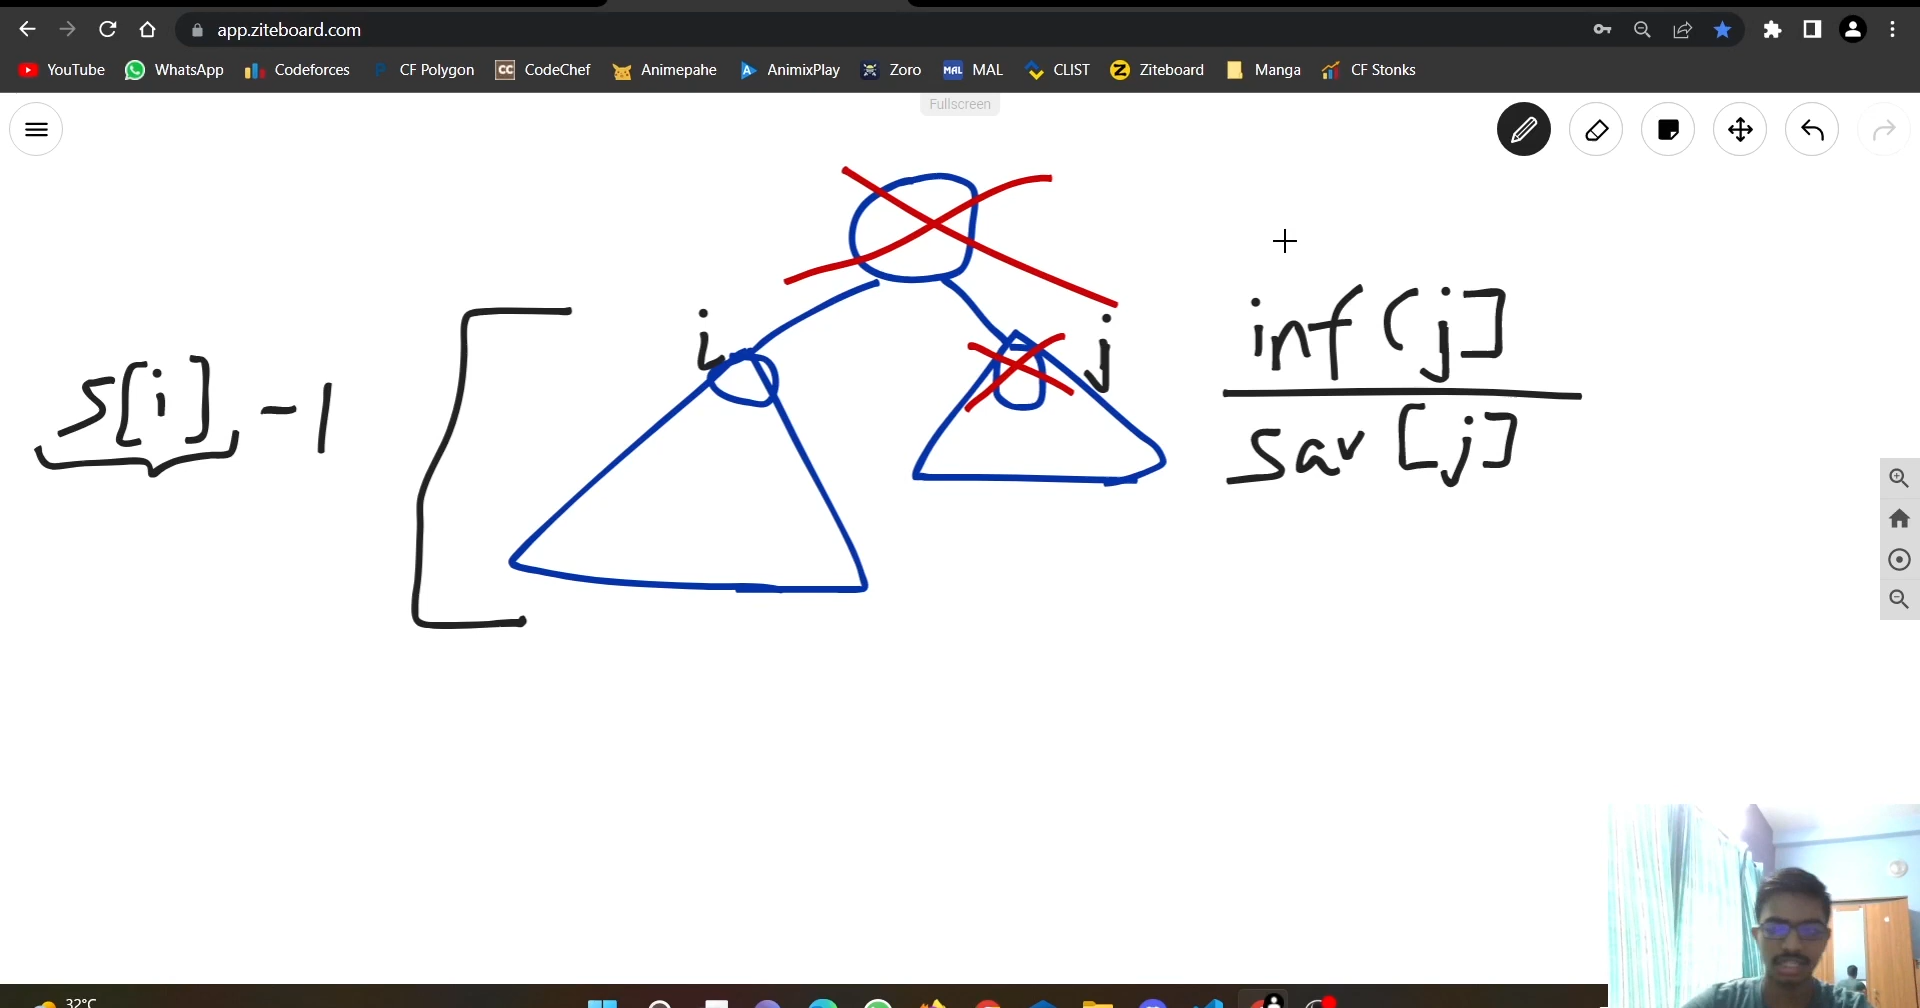 app.ziteboard.com
YouTube WhatsApp Codeforces CF Polygon CodeChef Animepahe AnimixPlay Zoro MAL CLIST Ziteboard Manga CF Stonks
Fullscreen
i j
inf[j]
s[i] - 1
sav[j]
32°C